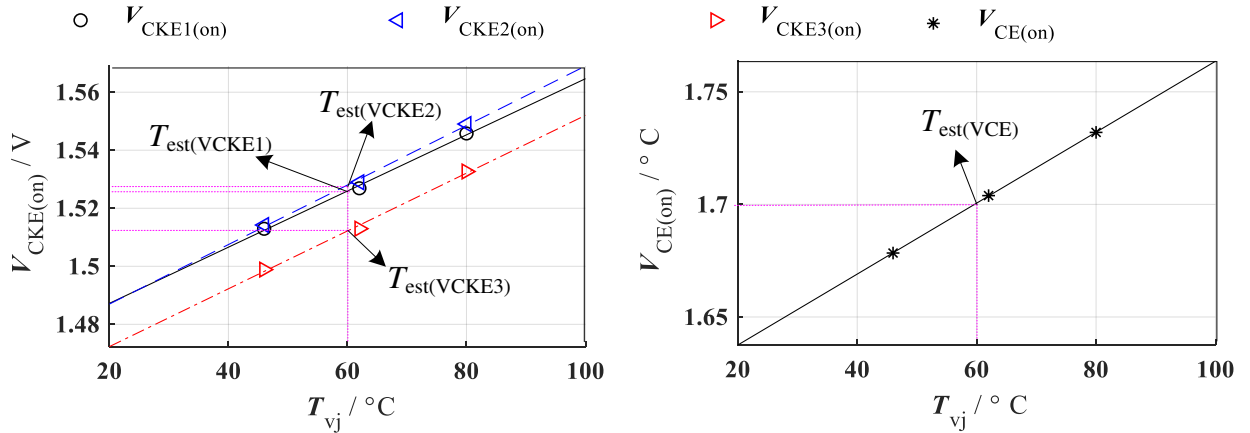 V_CKE1(on) V_CKE2(on) V_CKE3(on) V_CE(on)
1.56
1.54
1.52
1.5
1.48
V_CKE(on) / V
T_est(VCKE2)
T_est(VCKE1)
T_est(VCKE3)
20 40 60 80 100
T_vj / ° C
1.75
1.7
1.65
V_CE(on) / ° C
T_est(VCE)
20 40 60 80 100
T_vj / ° C